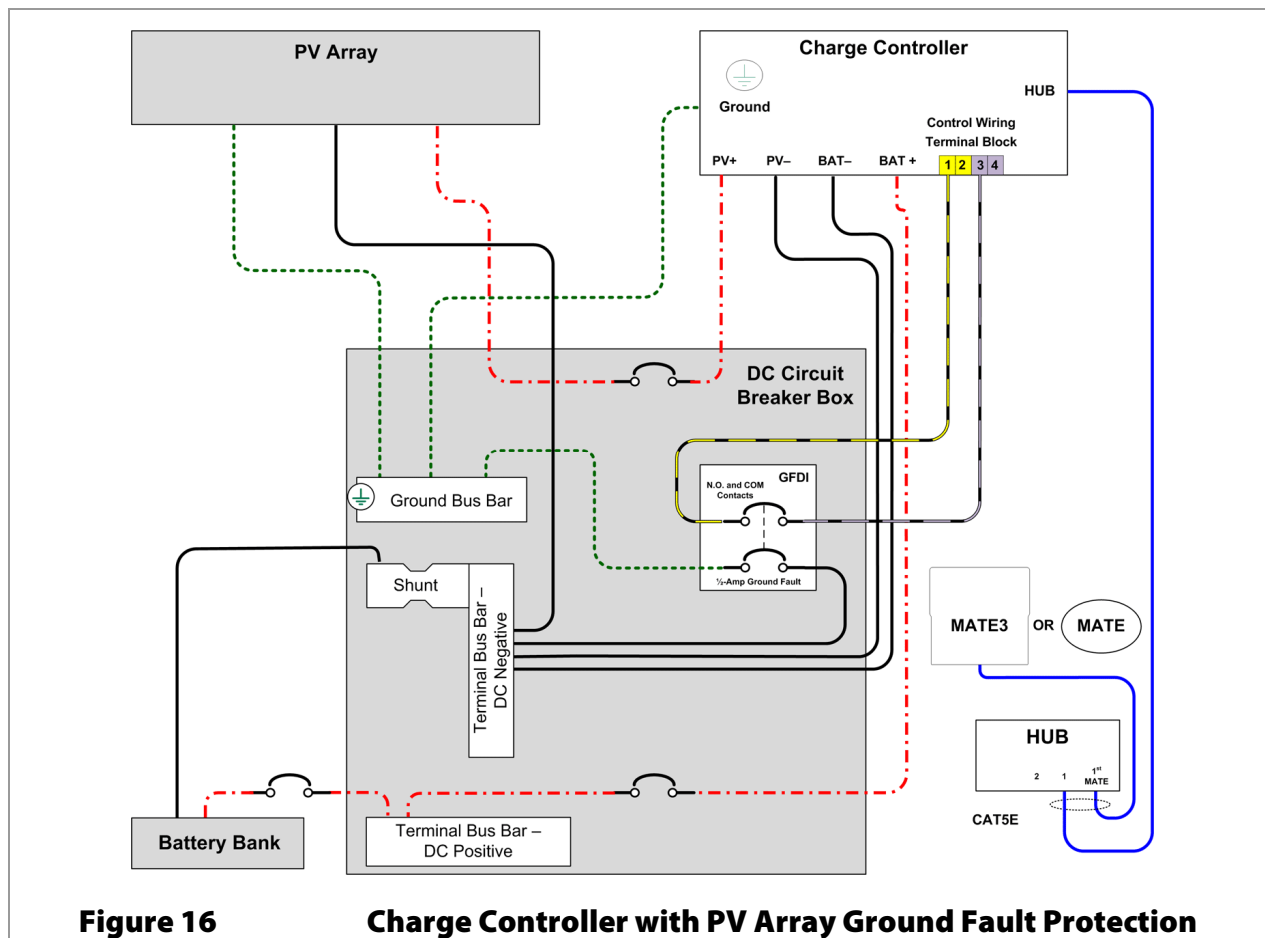 PV Array
Charge Controller
HUB
Ground
Control Wiring
Terminal Block
PV+
PV–
BAT–
BAT +
1 2 3 4
DC Circuit
Breaker Box
GFDI
N.O. and COM
Contacts
Ground Bus Bar
½-Amp Ground Fault
Shunt
Terminal Bus Bar –
DC Negative
MATE3
OR
MATE
HUB
2
1
1st
MATE
CAT5E
Battery Bank
Terminal Bus Bar –
DC Positive
Figure 16 Charge Controller with PV Array Ground Fault Protection